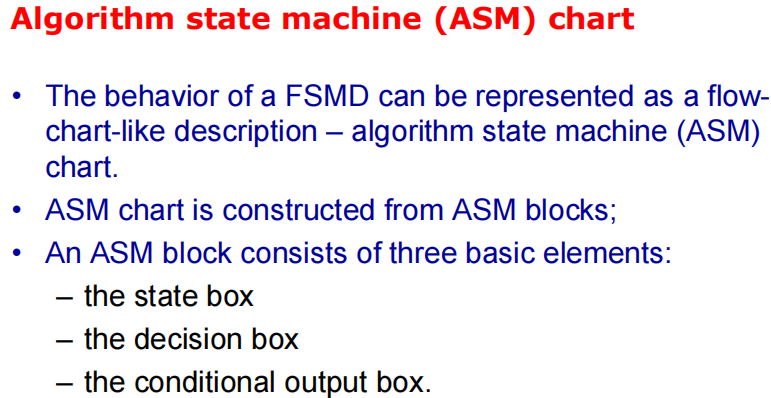 Algorithm state machine (ASM) chart
• The behavior of a FSMD can be represented as a flow-
chart-like description – algorithm state machine (ASM)
chart.
• ASM chart is constructed from ASM blocks;
• An ASM block consists of three basic elements:
– the state box
– the decision box
– the conditional output box.